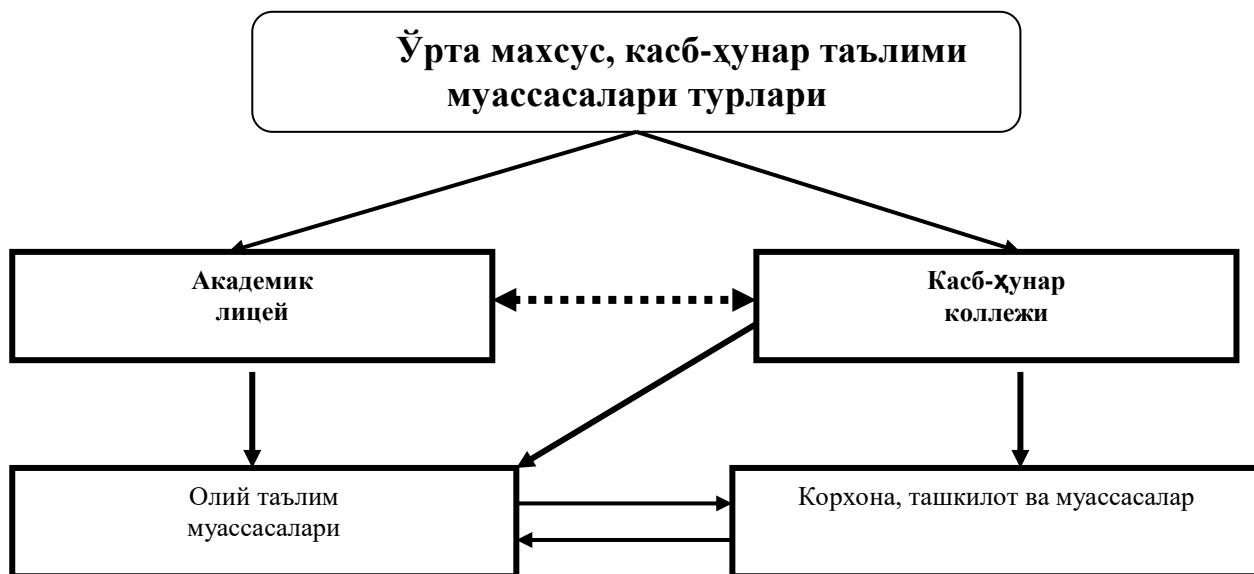 Ўрта махсус, касб-ҳунар таълими
муассасалари турлари
Академик
лицей
Касб-ҳунар
коллежи
Олий таълим
муассасалари
Корхона, ташкилот ва муассасалар